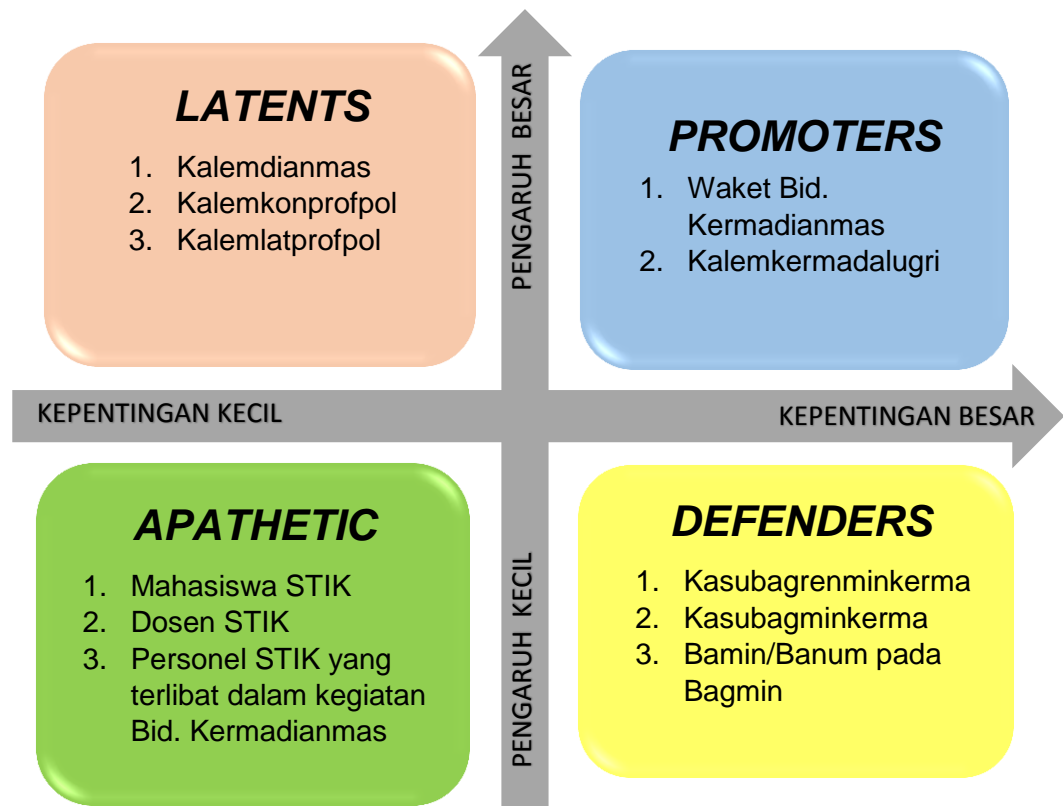 LATENTS
1. Kalemdianmas
2. Kalemkonprofpol
3. Kalemlatprofpol
PENGARUH BESAR
PROMOTERS
1. Waket Bid.
Kermadianmas
2. Kalemkermadalugri
KEPENTINGAN KECIL
KEPENTINGAN BESAR
APATHETIC
1. Mahasiswa STIK
2. Dosen STIK
3. Personel STIK yang
terlibat dalam kegiatan
Bid. Kermadianmas
PENGARUH KECIL
DEFENDERS
1. Kasubagrenminkerma
2. Kasubagminkerma
3. Bamin/Banum pada
Bagmin